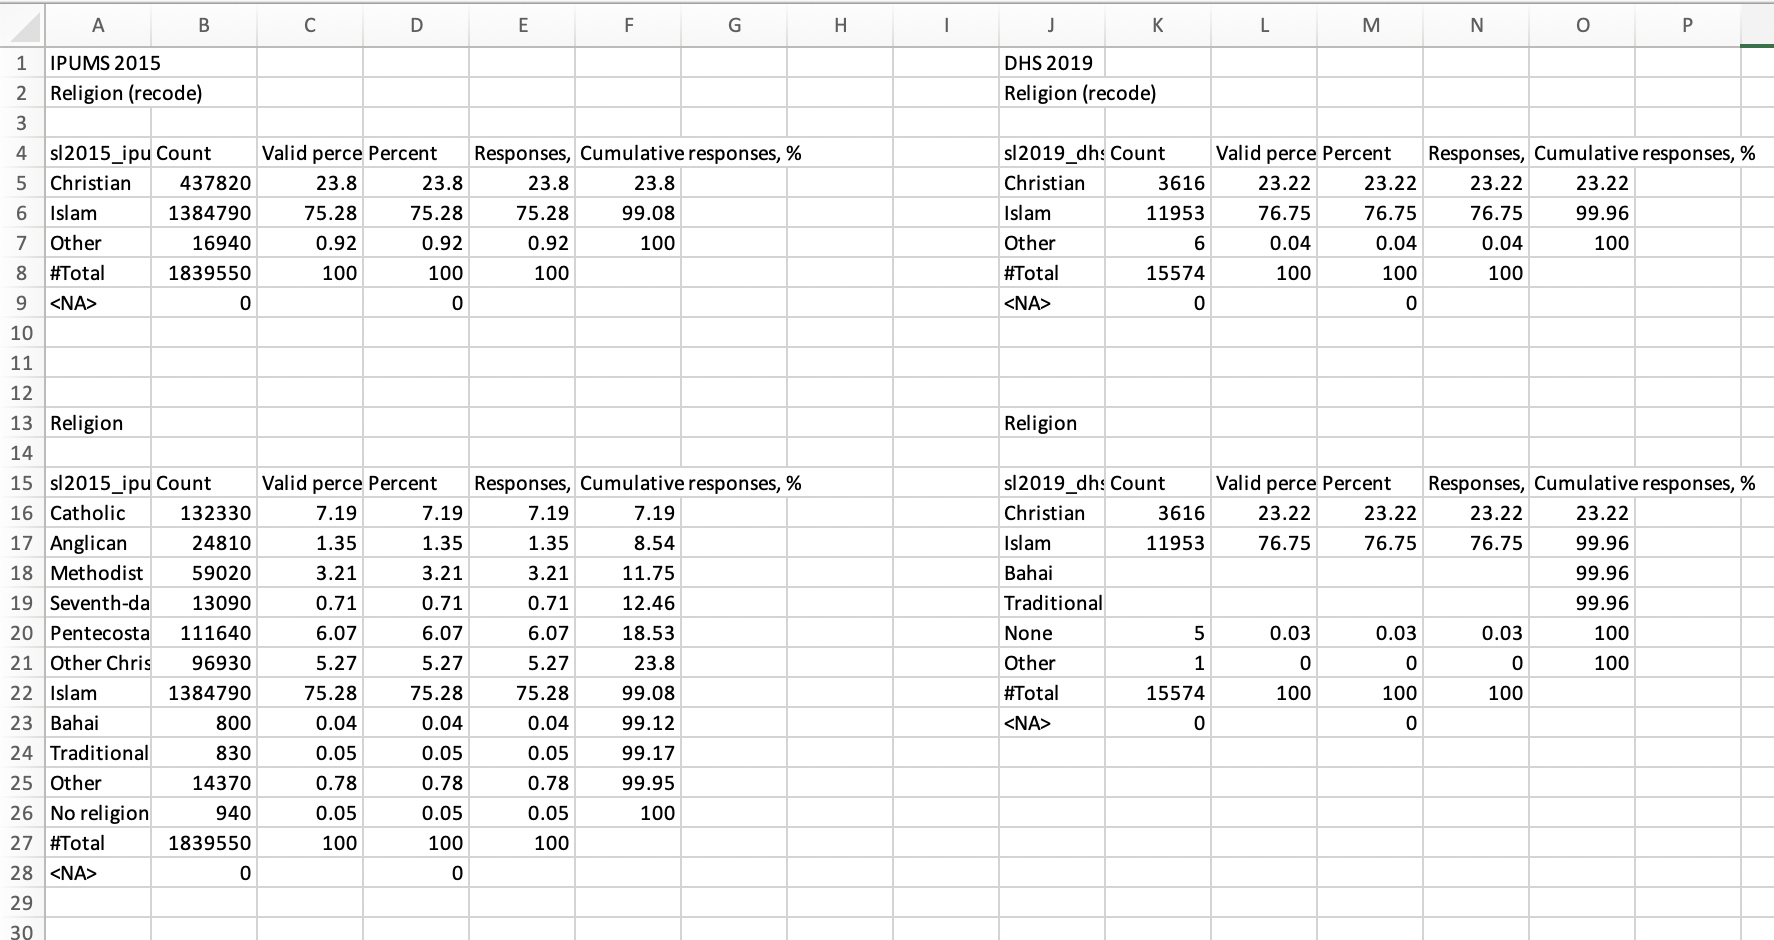 A B C D E F G H I J K L M N O P
1 IPUMS 2015 DHS 2019
2 Religion (recode) Religion (recode)
3
4 sl2015_ipu Count Valid perce Percent Responses, Cumulative responses, % sl2019_dhs Count Valid perce Percent Responses, Cumulative responses, %
5 Christian 437820 23.8 23.8 23.8 23.8 Christian 3616 23.22 23.22 23.22 23.22
6 Islam 1384790 75.28 75.28 75.28 99.08 Islam 11953 76.75 76.75 76.75 99.96
7 Other 16940 0.92 0.92 0.92 100 Other 6 0.04 0.04 0.04 100
8 #Total 1839550 100 100 100 #Total 15574 100 100 100
9 <NA> 0 0 <NA> 0 0
10
11
12
13 Religion Religion
14
15 sl2015_ipu Count Valid perce Percent Responses, Cumulative responses, % sl2019_dhs Count Valid perce Percent Responses, Cumulative responses, %
16 Catholic 132330 7.19 7.19 7.19 7.19 Christian 3616 23.22 23.22 23.22 23.22
17 Anglican 24810 1.35 1.35 1.35 8.54 Islam 11953 76.75 76.75 76.75 99.96
18 Methodist 59020 3.21 3.21 3.21 11.75 Bahai 99.96
19 Seventh-da 13090 0.71 0.71 0.71 12.46 Traditional 99.96
20 Pentecosta 111640 6.07 6.07 6.07 18.53 None 5 0.03 0.03 0.03 100
21 Other Chris 96930 5.27 5.27 5.27 23.8 Other 1 0 0 0 100
22 Islam 1384790 75.28 75.28 75.28 99.08 #Total 15574 100 100 100
23 Bahai 800 0.04 0.04 0.04 99.12 <NA> 0 0
24 Traditional 830 0.05 0.05 0.05 99.17
25 Other 14370 0.78 0.78 0.78 99.95
26 No religion 940 0.05 0.05 0.05 100
27 #Total 1839550 100 100 100
28 <NA> 0 0
29
30